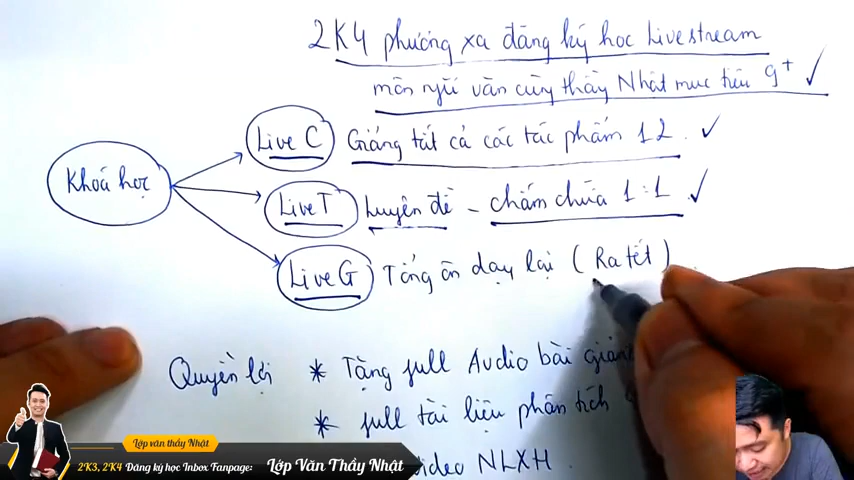 2K4 phương xa đăng ký học Livestream
môn ngữ văn cùng thầy Nhật mục tiêu 9+ ✓
Khoá học
Live C Giảng tất cả các tác phẩm 12. ✓
Live T Luyện đề - chấm chữa 1:1 ✓
Live G Tổng ôn dạy lại ( Ra tết )
Quyền lợi * Tặng full Audio bài giảng
* full tài liệu phân tích
video NLXH
Lớp văn thầy Nhật
2K3, 2K4 Đăng ký học Inbox Fanpage: Lớp Văn Thầy Nhật